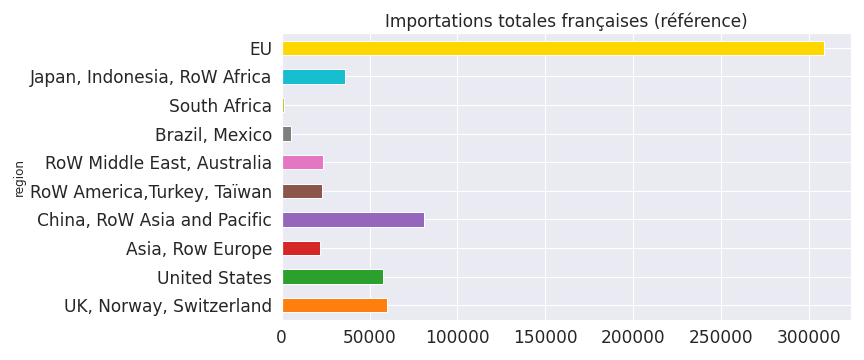 Importations totales françaises (référence)
EU
Japan, Indonesia, RoW Africa
South Africa
Brazil, Mexico
RoW Middle East, Australia
RoW America,Turkey, Taïwan
China, RoW Asia and Pacific
Asia, Row Europe
United States
UK, Norway, Switzerland
region
0 50000 100000 150000 200000 250000 300000